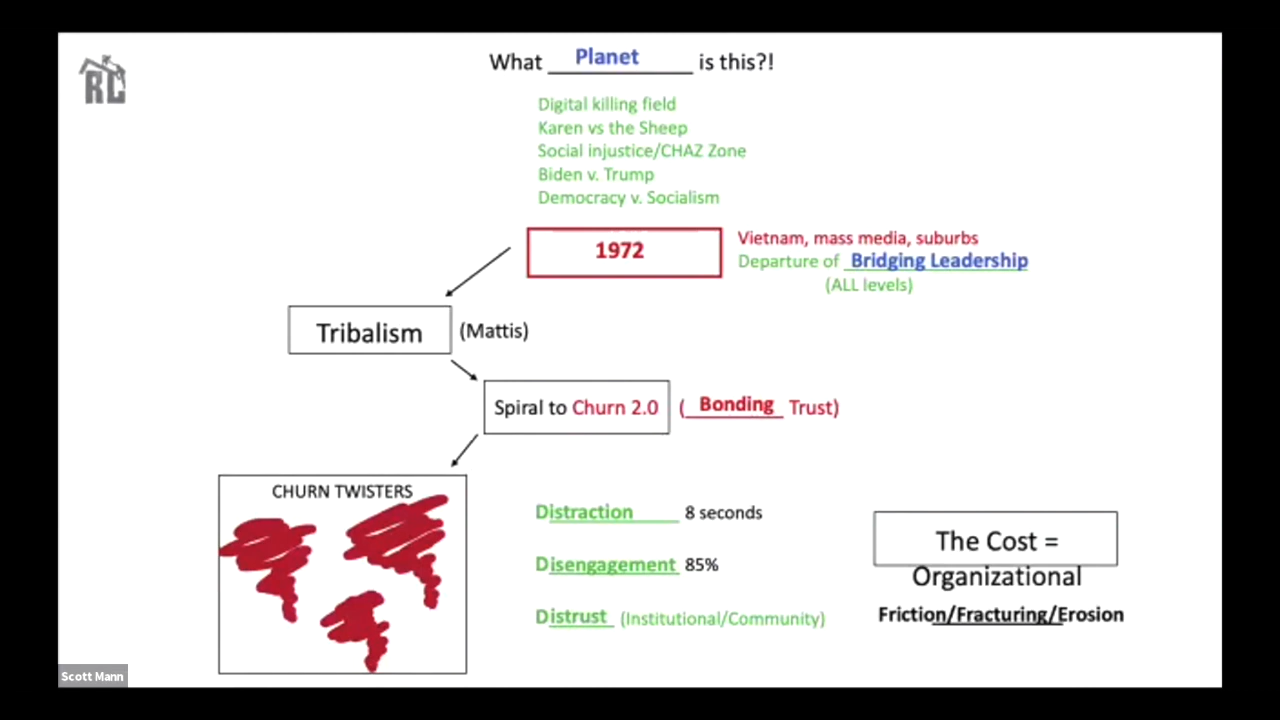 RC
What Planet is this?!
Digital killing field
Karen vs the Sheep
Social injustice/CHAZ Zone
Biden v. Trump
Democracy v. Socialism
1972
Vietnam, mass media, suburbs
Departure of Bridging Leadership
(ALL levels)
Tribalism (Mattis)
Spiral to Churn 2.0 (Bonding Trust)
CHURN TWISTERS
Distraction 8 seconds
Disengagement 85%
Distrust (Institutional/Community)
The Cost =
Organizational
Friction/Fracturing/Erosion
Scott Mann